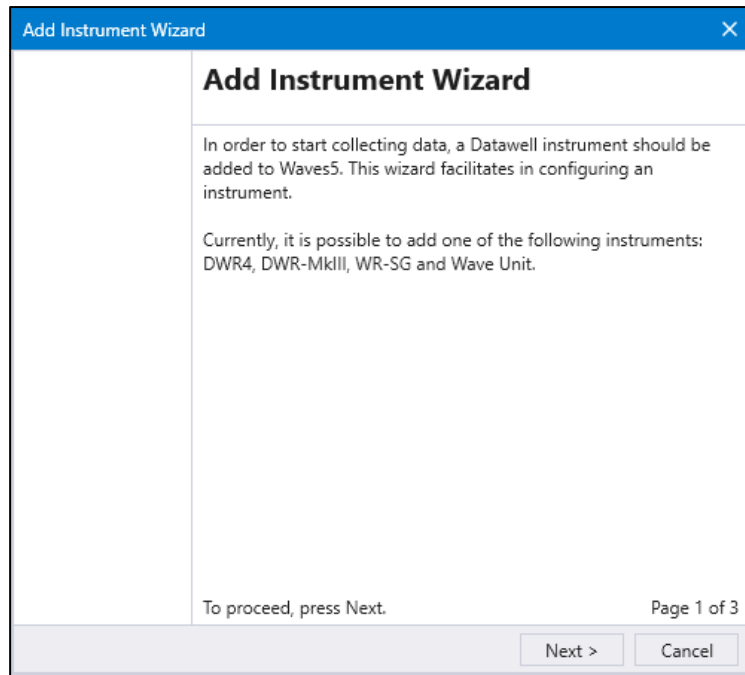 Add Instrument Wizard
Add Instrument Wizard
In order to start collecting data, a Datawell instrument should be
added to Waves5. This wizard facilitates in configuring an
instrument.
Currently, it is possible to add one of the following instruments:
DWR4, DWR-MkIII, WR-SG and Wave Unit.
To proceed, press Next. Page 1 of 3
Next > Cancel